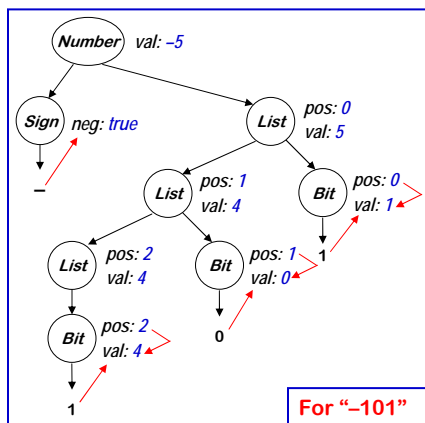 Number val: –5
Sign neg: true
List pos: 0
val: 5
–
List pos: 1
val: 4
Bit pos: 0
val: 1
List pos: 2
val: 4
Bit pos: 1
val: 0
1
Bit pos: 2
val: 4
0
1
For “–101”